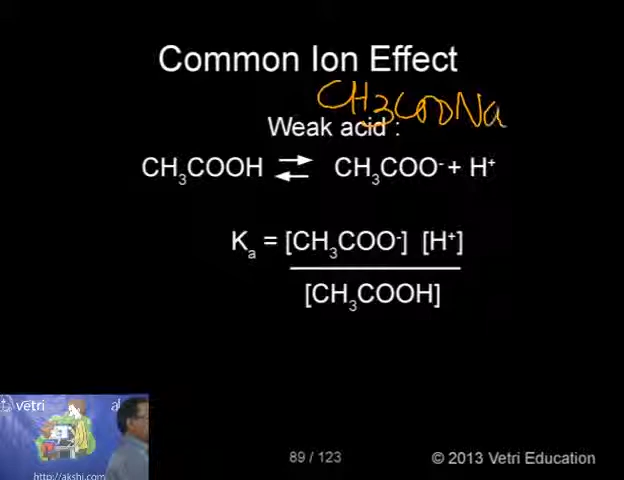 Common Ion Effect
CH3COONa
Weak acid :
CH₃COOH ⇌ CH₃COO⁻ + H⁺
Kₐ = [CH₃COO⁻] [H⁺]
[CH₃COOH]
vetri
http://akshi.com/
89 / 123
© 2013 Vetri Education